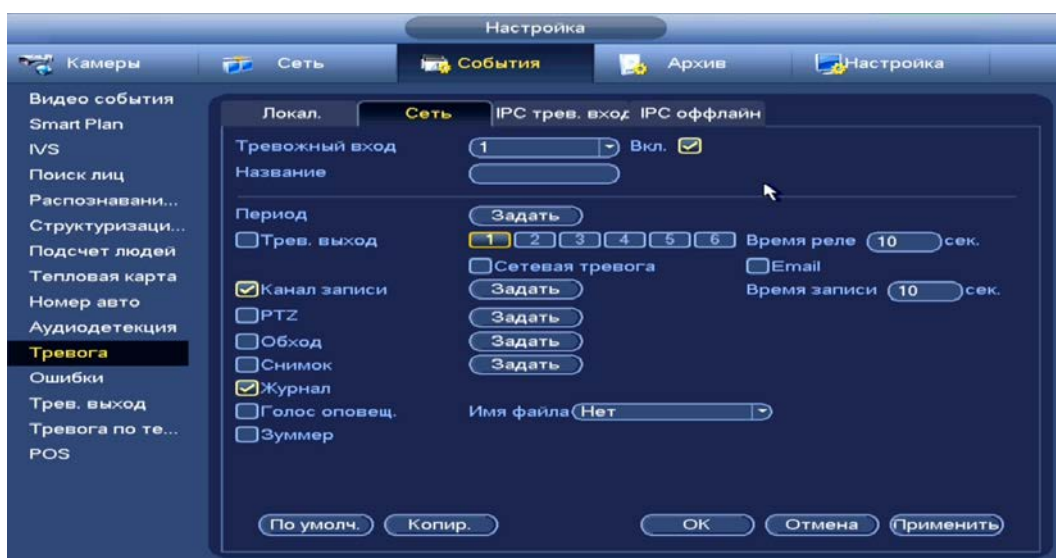 Настройка
Камеры Сеть События Архив Настройка
Видео события
Smart Plan
IVS
Поиск лиц
Распознавани...
Структуризаци...
Подсчет людей
Тепловая карта
Номер авто
Аудиодетекция
Тревога
Ошибки
Трев. выход
Тревога по те...
POS
Локал. Сеть IPC трев. вход IPC оффлайн
Тревожный вход 1 Вкл.
Название
Период Задать
Трев. выход 1 2 3 4 5 6 Время реле 10 сек.
Сетевая тревога Email
Канал записи Задать Время записи 10 сек.
PTZ Задать
Обход Задать
Снимок Задать
Журнал
Голос оповещ. Имя файла Нет
Зуммер
По умолч. Копир. OK Отмена Применить